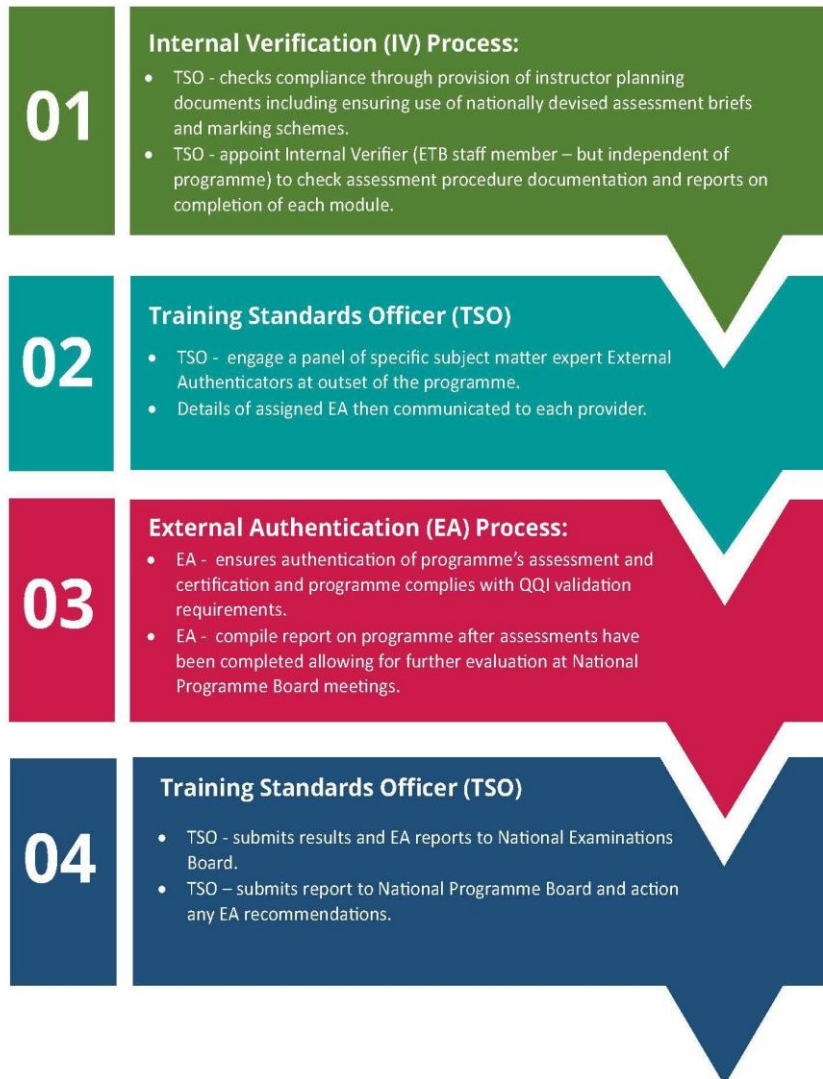 01
Internal Verification (IV) Process:
• TSO - checks compliance through provision of instructor planning
documents including ensuring use of nationally devised assessment briefs
and marking schemes.
• TSO - appoint Internal Verifier (ETB staff member – but independent of
programme) to check assessment procedure documentation and reports on
completion of each module.
02
Training Standards Officer (TSO)
• TSO - engage a panel of specific subject matter expert External
Authenticators at outset of the programme.
• Details of assigned EA then communicated to each provider.
03
External Authentication (EA) Process:
• EA - ensures authentication of programme’s assessment and
certification and programme complies with QQI validation
requirements.
• EA - compile report on programme after assessments have
been completed allowing for further evaluation at National
Programme Board meetings.
04
Training Standards Officer (TSO)
• TSO - submits results and EA reports to National Examinations
Board.
• TSO – submits report to National Programme Board and action
any EA recommendations.